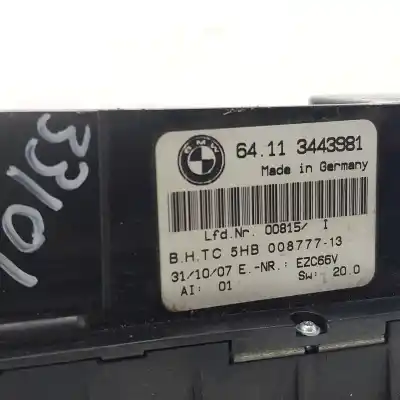 33101
BMW
64.11 3443981
Made in Germany
Lfd.Nr. 00815/ I
B.H.TC 5HB 008777-13
31/10/07 E.-NR.: EZC66V
AI: 01 Sw: 20.0